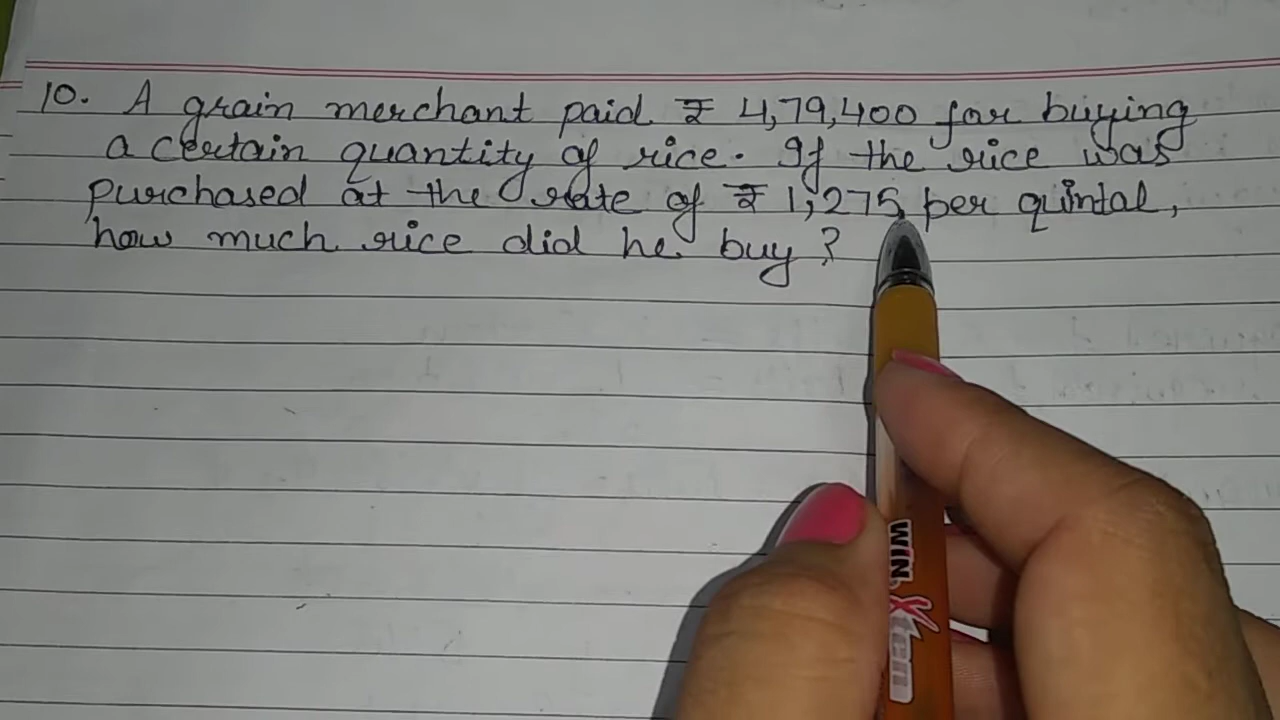 10. A grain merchant paid ₹ 4,79,400 for buying
a certain quantity of rice. If the rice was
purchased at the rate of ₹ 1,275 per quintal,
how much rice did he buy?
WIN
Xten